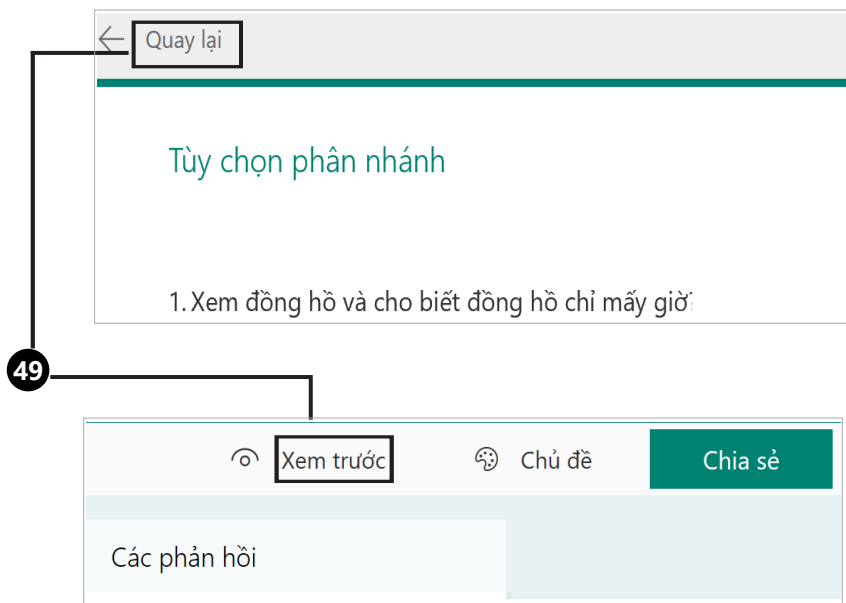 Quay lại
Tùy chọn phân nhánh
1. Xem đồng hồ và cho biết đồng hồ chỉ mấy giờ?
49
Xem trước Chủ đề Chia sẻ
Các phản hồi